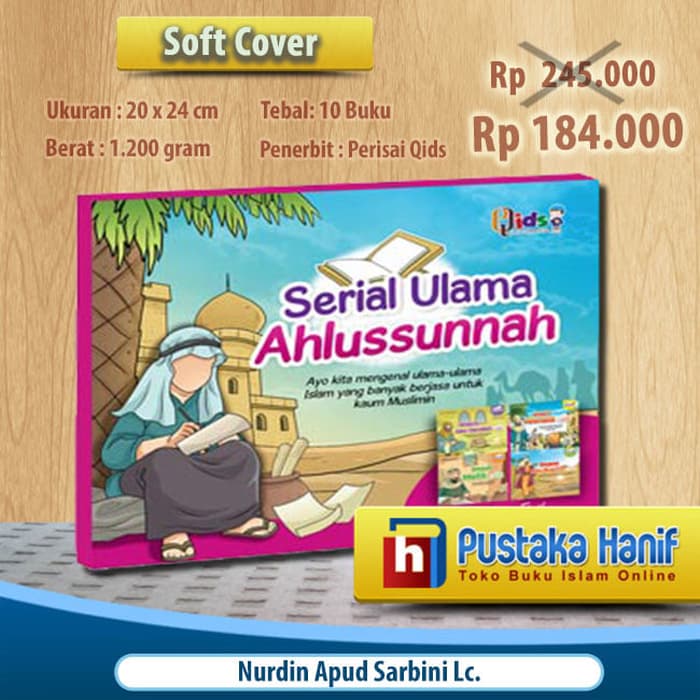 Soft Cover
Rp 245.000
Rp 184.000
Ukuran : 20 x 24 cm
Tebal: 10 Buku
Berat : 1.200 gram
Penerbit : Perisai Qids
Qids
Serial Ulama
Ahlussunnah
Ayo kita mengenal ulama-ulama
Islam yang banyak berjasa untuk
kaum Muslimin
h
Pustaka Hanif
Toko Buku Islam Online
Nurdin Apud Sarbini Lc.